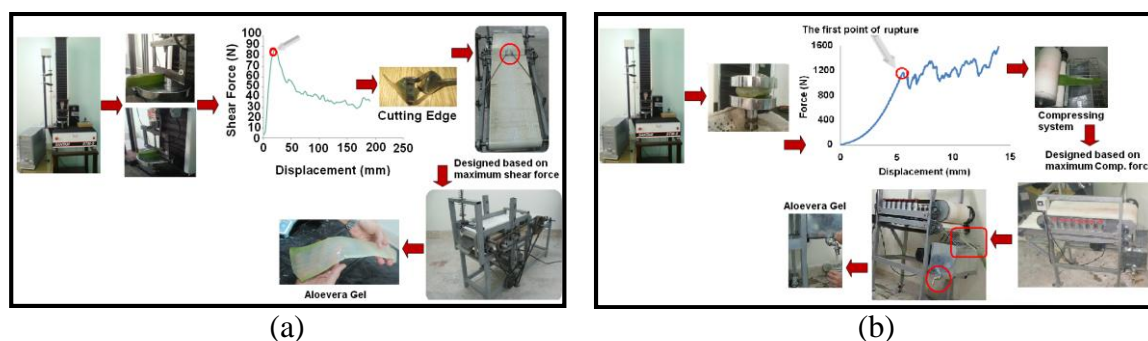 Shear Force (N)
90
80
70
60
50
40
30
20
10
0
0 50 100 150 200 250
Displacement (mm)
Cutting Edge
Designed based on
maximum shear force
Aloevera Gel
(a)
The first point of rupture
Force (N)
1600
1200
800
400
0
0 5 10 15
Displacement (mm)
Compressing
system
Designed based on
maximum Comp. force
Aloevera Gel
(b)